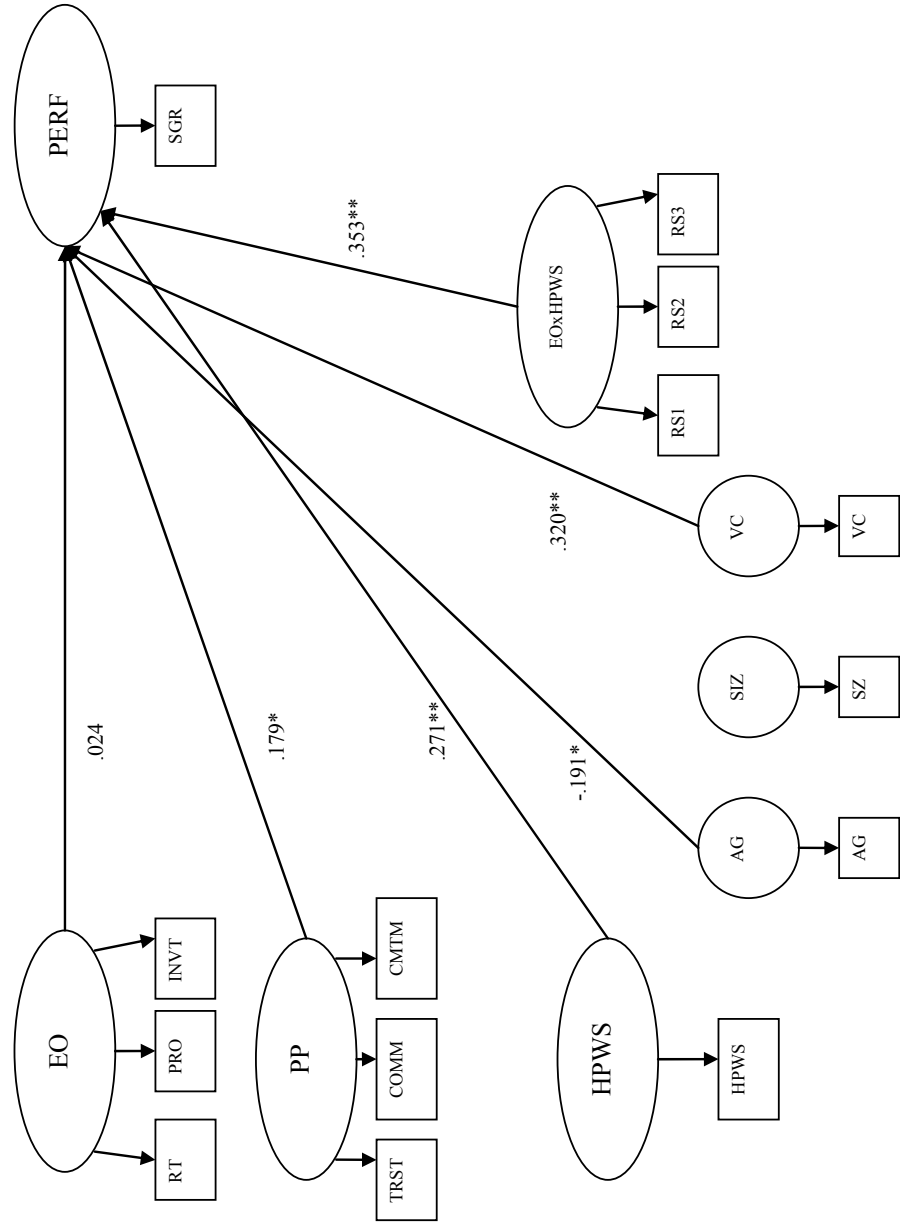 EO
RT
PRO
INVT
.024
PERF
SGR
PP
TRST
COMM
CMTM
.179*
HPWS
HPWS
.271**
-.191*
.320**
.353**
EOxHPWS
RS1
RS2
RS3
AG
AG
SIZ
SZ
VC
VC